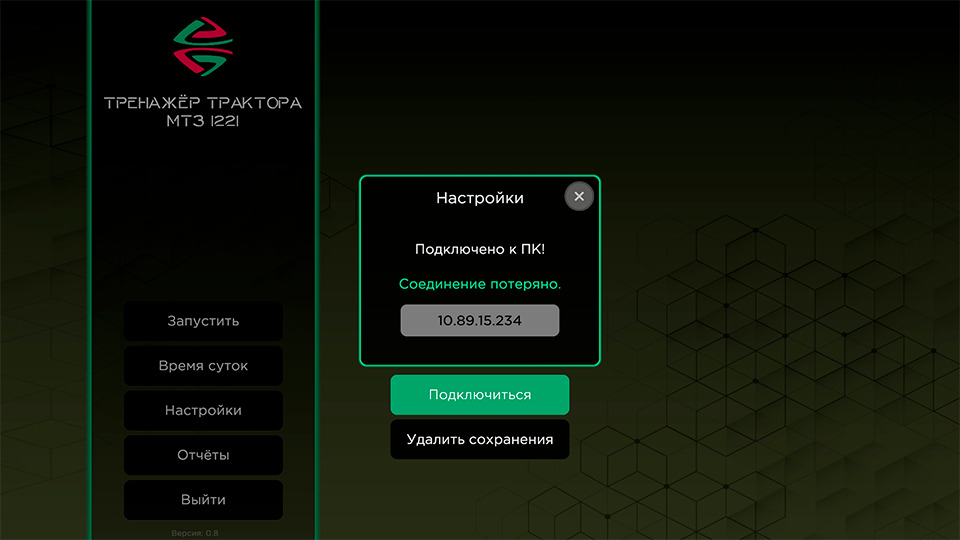 ТРЕНАЖЁР ТРАКТОРА
МТЗ 1221
Настройки
Подключено к ПК!
Соединение потеряно.
10.89.15.234
Подключиться
Удалить сохранения
Запустить
Время суток
Настройки
Отчёты
Выйти
Версия: 0.8